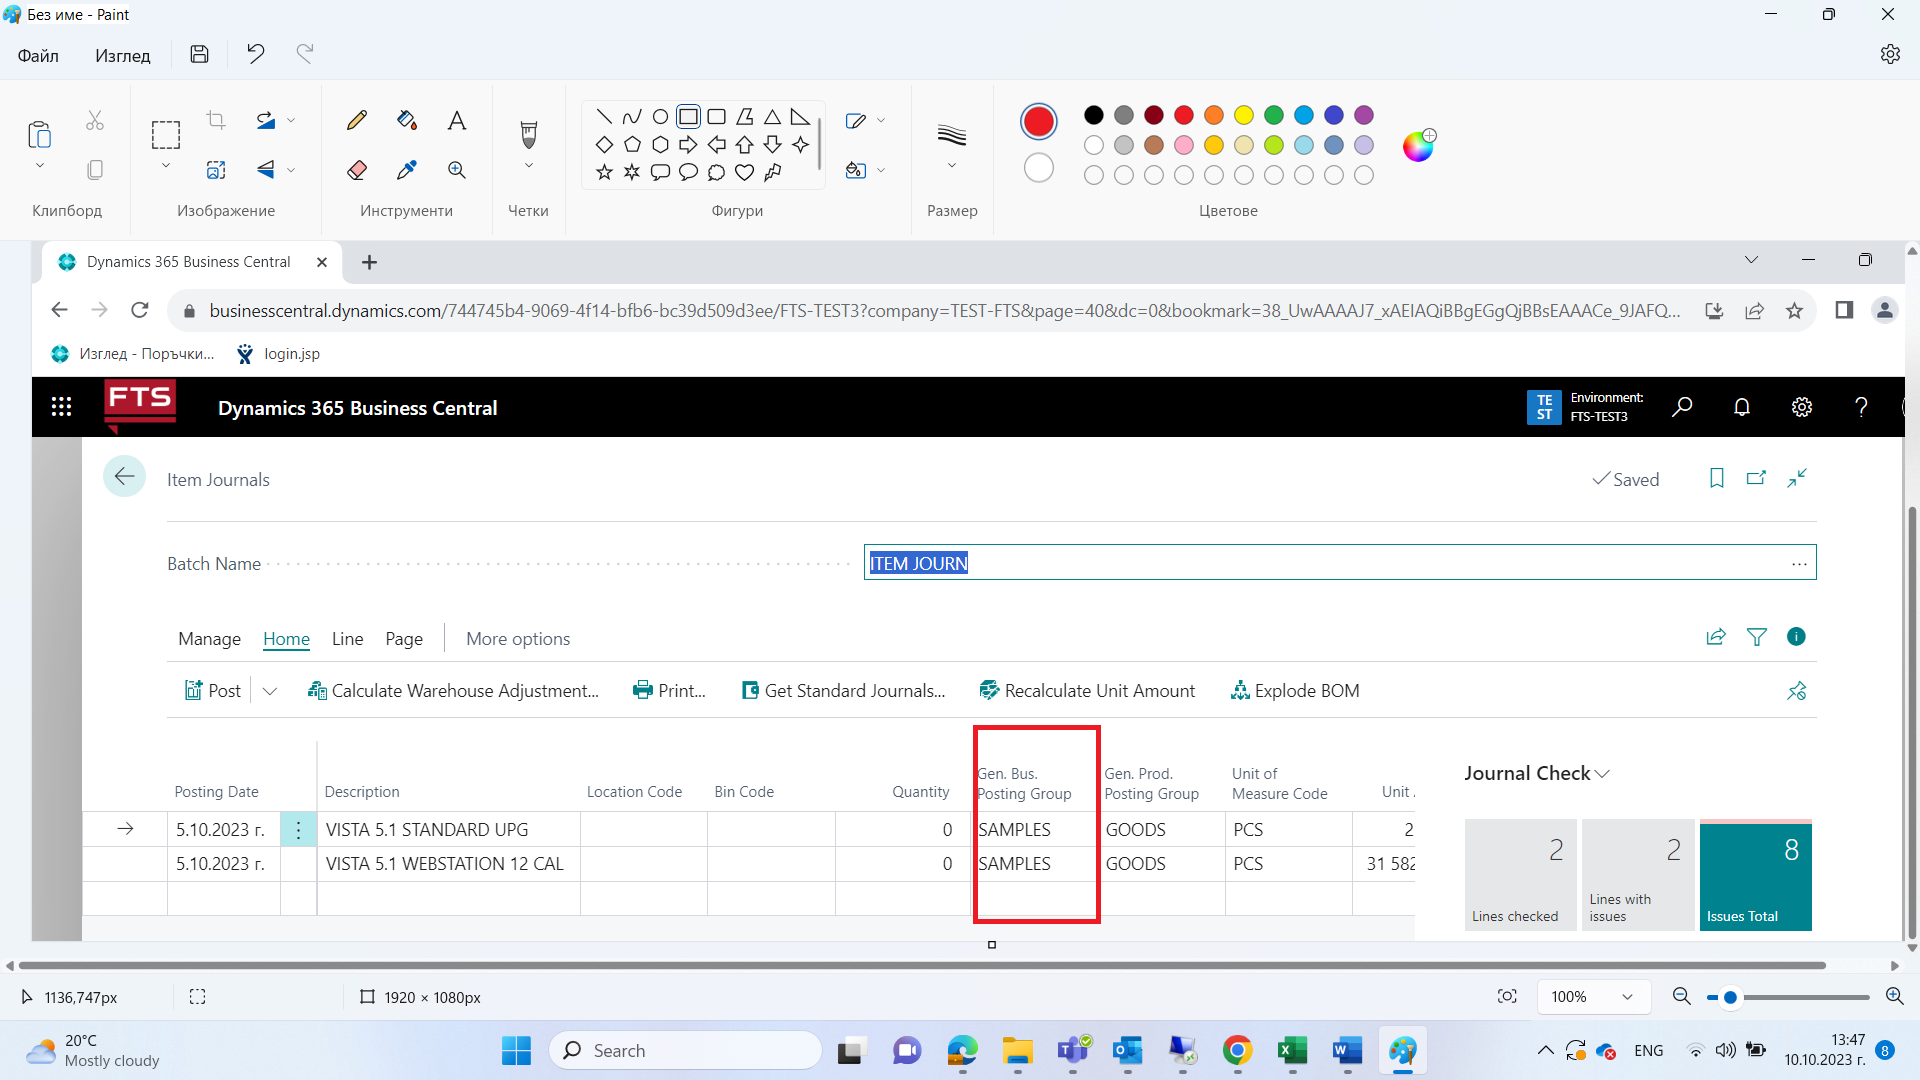 Без име - Paint
Файл Изглед
Клипборд Изображение Инструменти Четки Фигури Размер Цветове
Dynamics 365 Business Central
businesscentral.dynamics.com/744745b4-9069-4f14-bfb6-bc39d509d3ee/FTS-TEST3?company=TEST-FTS&page=40&dc=0&bookmark=38_UwAAAAJ7_xAEIAQiBBgEGgQjBBsEAAACe_9JAFQ...
Изглед - Поръчки... login.jsp
FTS Dynamics 365 Business Central TE ST Environment: FTS-TEST3
Item Journals Saved
Batch Name ITEM JOURN ...
Manage Home Line Page More options
Post Calculate Warehouse Adjustment... Print... Get Standard Journals... Recalculate Unit Amount Explode BOM
Posting Date Description Location Code Bin Code Quantity Gen. Bus. Posting Group Gen. Prod. Posting Group Unit of Measure Code Unit
5.10.2023 г. VISTA 5.1 STANDARD UPG 0 SAMPLES GOODS PCS 2
5.10.2023 г. VISTA 5.1 WEBSTATION 12 CAL 0 SAMPLES GOODS PCS 31 582
Journal Check
2 2 8
Lines checked Lines with issues Issues Total
1136,747px 1920 × 1080px 100%
20°C
Mostly cloudy
Search
ENG
13:47
10.10.2023 г.
8